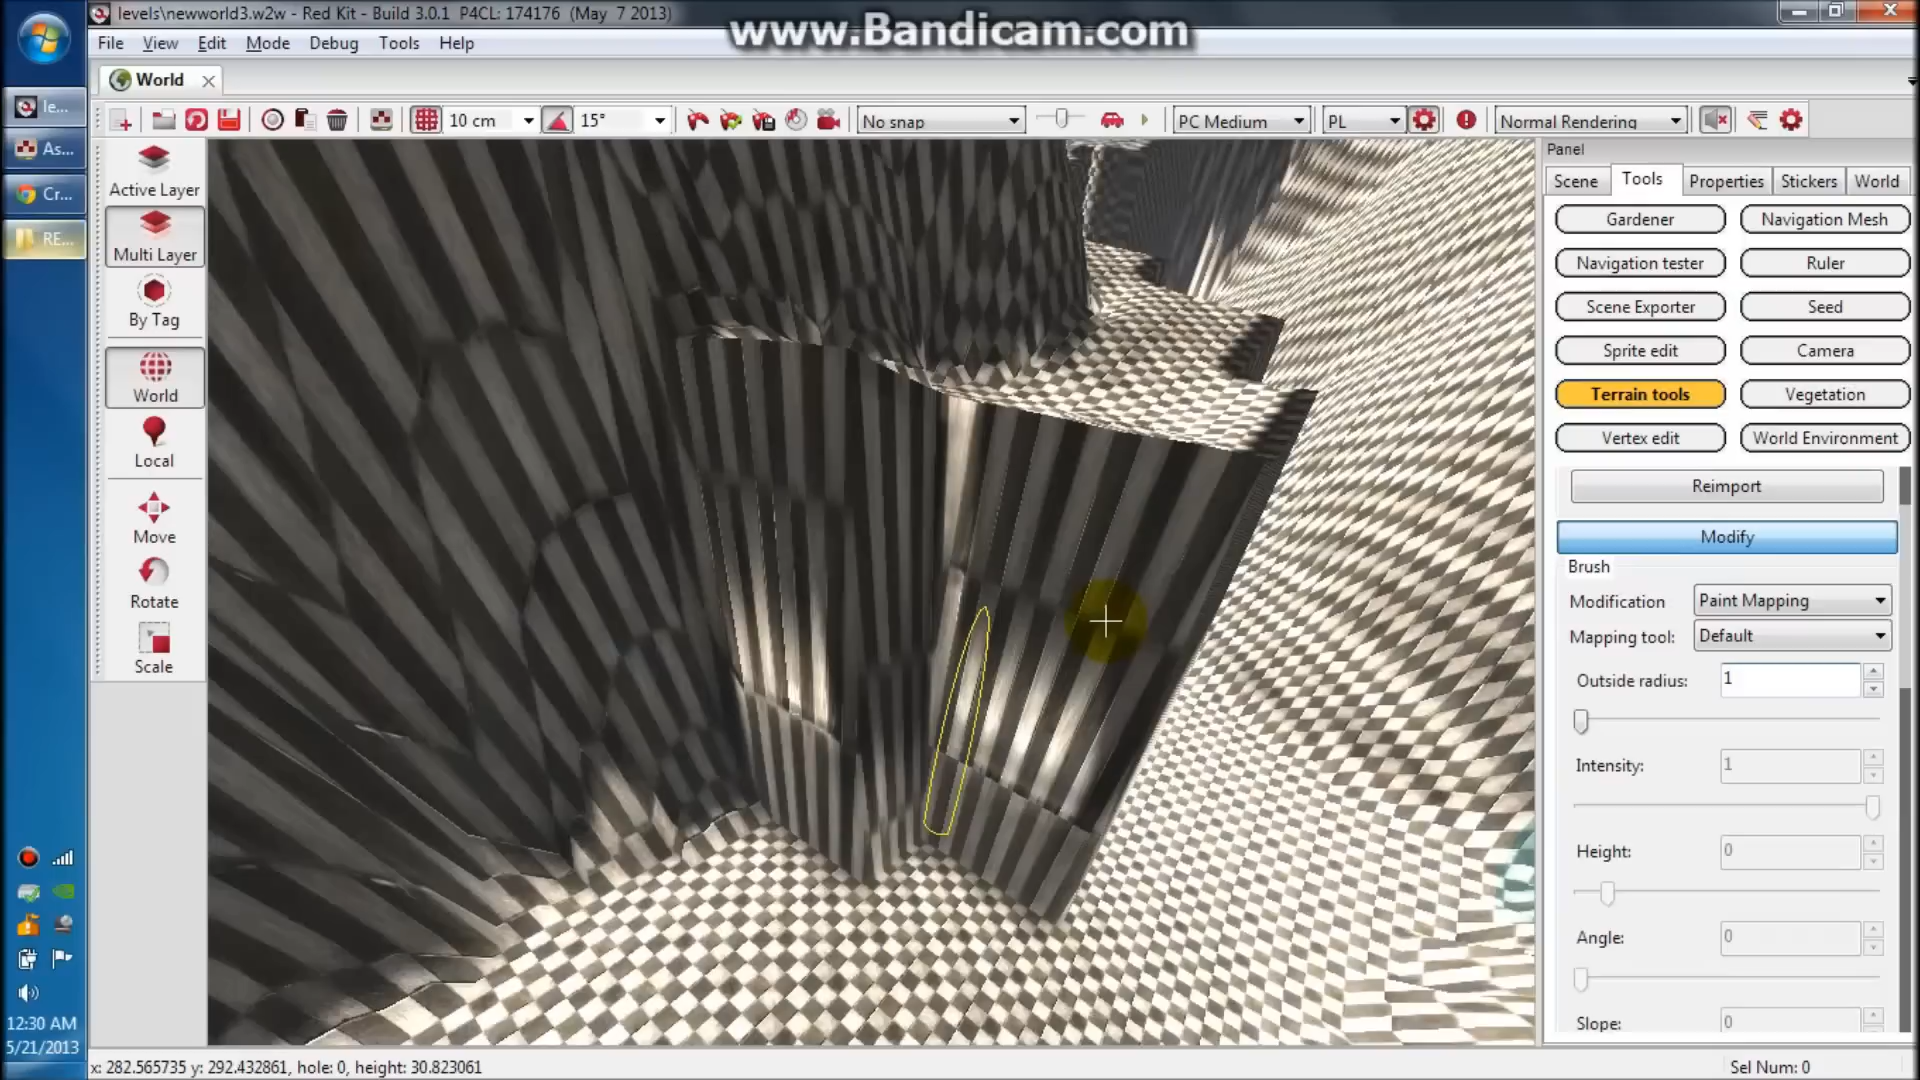 levels\newworld3.w2w - Red Kit - Build 3.0.1 P4CL: 174176 (May 7 2013)
www.Bandicam.com
File View Edit Mode Debug Tools Help
World
10 cm 15° No snap PC Medium PL Normal Rendering
le...
As...
Cr...
RE...
12:30 AM
5/21/2013
Active Layer
Multi Layer
By Tag
World
Local
Move
Rotate
Scale
Panel
Scene Tools Properties Stickers World
Gardener Navigation Mesh
Navigation tester Ruler
Scene Exporter Seed
Sprite edit Camera
Terrain tools Vegetation
Vertex edit World Environment
Reimport
Modify
Brush
Modification Paint Mapping
Mapping tool: Default
Outside radius: 1
Intensity: 1
Height: 0
Angle: 0
Slope: 0
x: 282.565735 y: 292.432861, hole: 0, height: 30.823061
Sel Num: 0